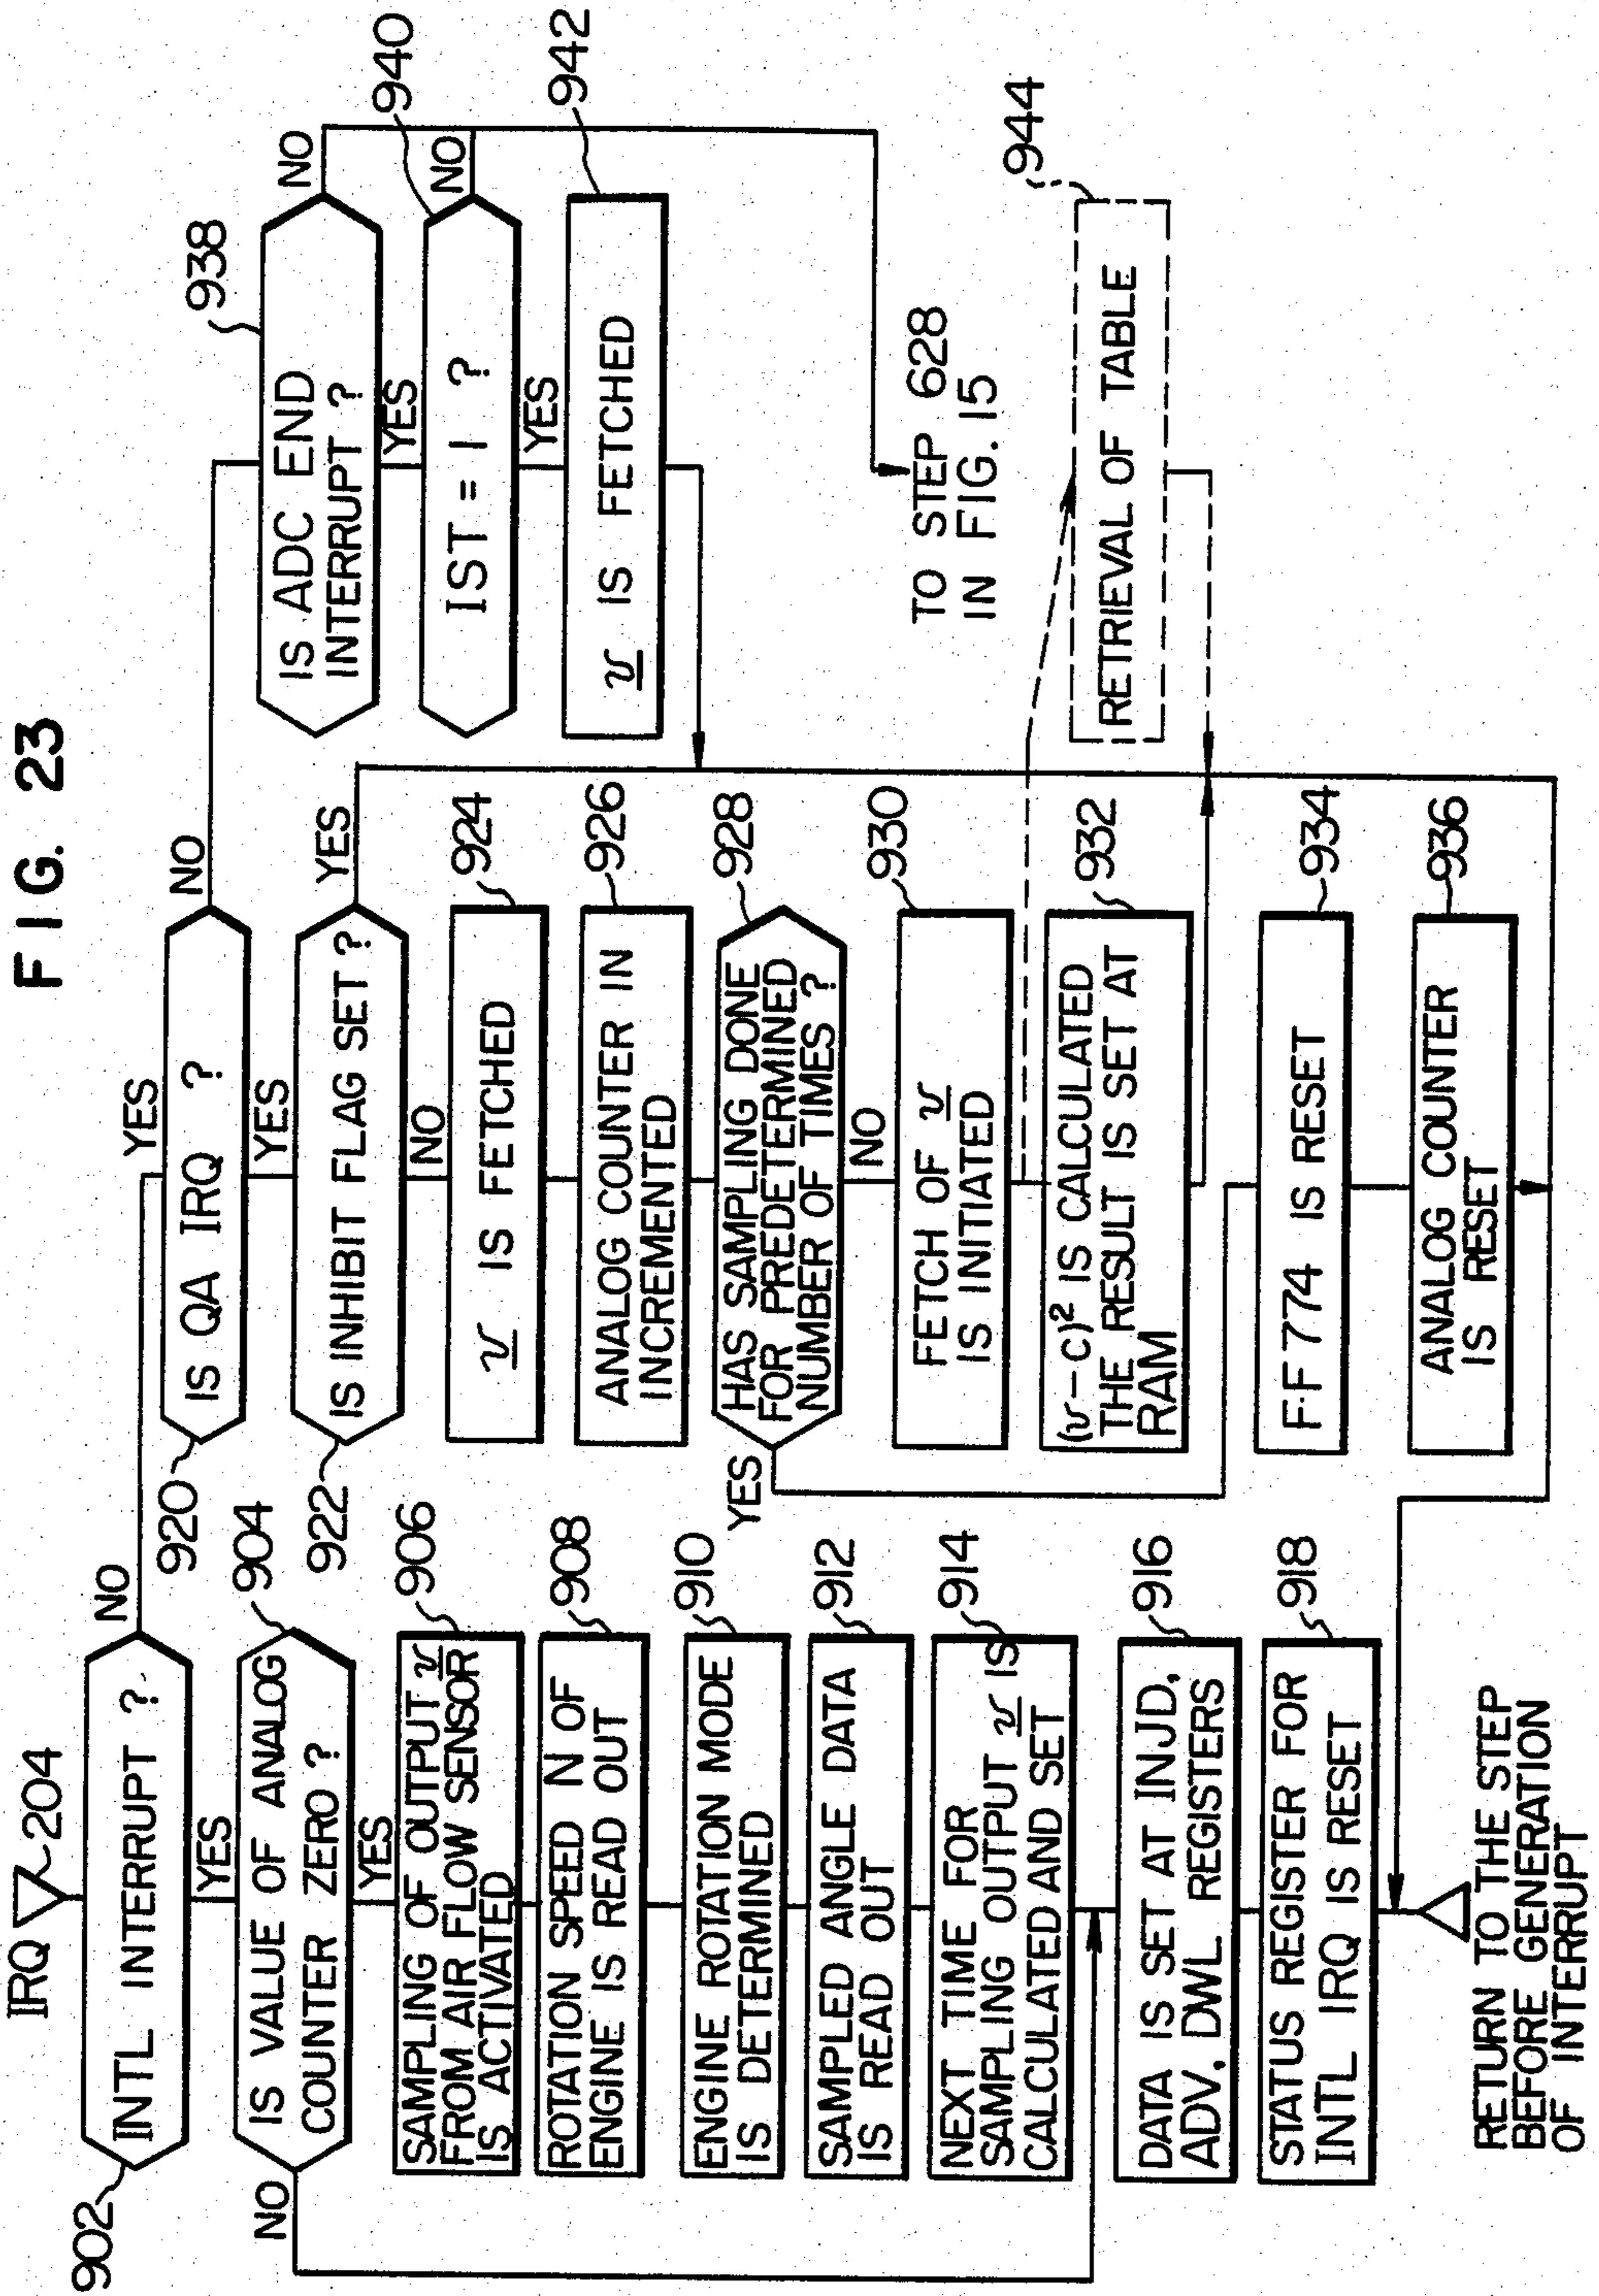 FIG. 23
IRQ 204
902
INTL INTERRUPT ?
NO
YES
904
IS VALUE OF ANALOG
COUNTER ZERO ?
NO
YES
906
SAMPLING OF OUTPUT v
FROM AIR FLOW SENSOR
IS ACTIVATED
908
ROTATION SPEED N OF
ENGINE IS READ OUT
910
ENGINE ROTATION MODE
IS DETERMINED
912
SAMPLED ANGLE DATA
IS READ OUT
914
NEXT TIME FOR
SAMPLING OUTPUT v IS
CALCULATED AND SET
916
DATA IS SET AT INJD,
ADV, DWL REGISTERS
918
STATUS REGISTER FOR
INTL IRQ IS RESET
RETURN TO THE STEP
BEFORE GENERATION
OF INTERRUPT
YES
920
IS QA IRQ ?
NO
YES
922
IS INHIBIT FLAG SET ?
YES
NO
924
v IS FETCHED
926
ANALOG COUNTER IN
INCREMENTED
928
HAS SAMPLING DONE
FOR PREDETERMINED
NUMBER OF TIMES ?
YES
NO
930
FETCH OF v
IS INITIATED
932
(v--C)² IS CALCULATED
THE RESULT IS SET AT
RAM
934
F·F 774 IS RESET
936
ANALOG COUNTER
IS RESET
938
IS ADC END
INTERRUPT ?
NO
YES
940
IST = 1 ?
NO
YES
942
v IS FETCHED
TO STEP 628
IN FIG. 15
944
RETRIEVAL OF TABLE